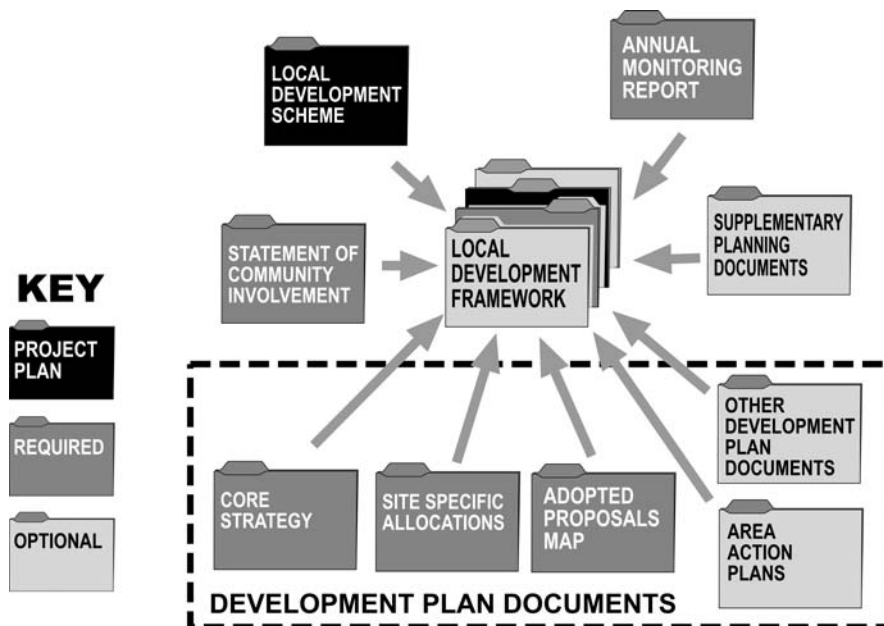 LOCAL
DEVELOPMENT
SCHEME
ANNUAL
MONITORING
REPORT
STATEMENT OF
COMMUNITY
INVOLVEMENT
LOCAL
DEVELOPMENT
FRAMEWORK
SUPPLEMENTARY
PLANNING
DOCUMENTS
KEY
PROJECT
PLAN
REQUIRED
OPTIONAL
CORE
STRATEGY
SITE SPECIFIC
ALLOCATIONS
ADOPTED
PROPOSALS
MAP
OTHER
DEVELOPMENT
PLAN
DOCUMENTS
AREA
ACTION
PLANS
DEVELOPMENT PLAN DOCUMENTS